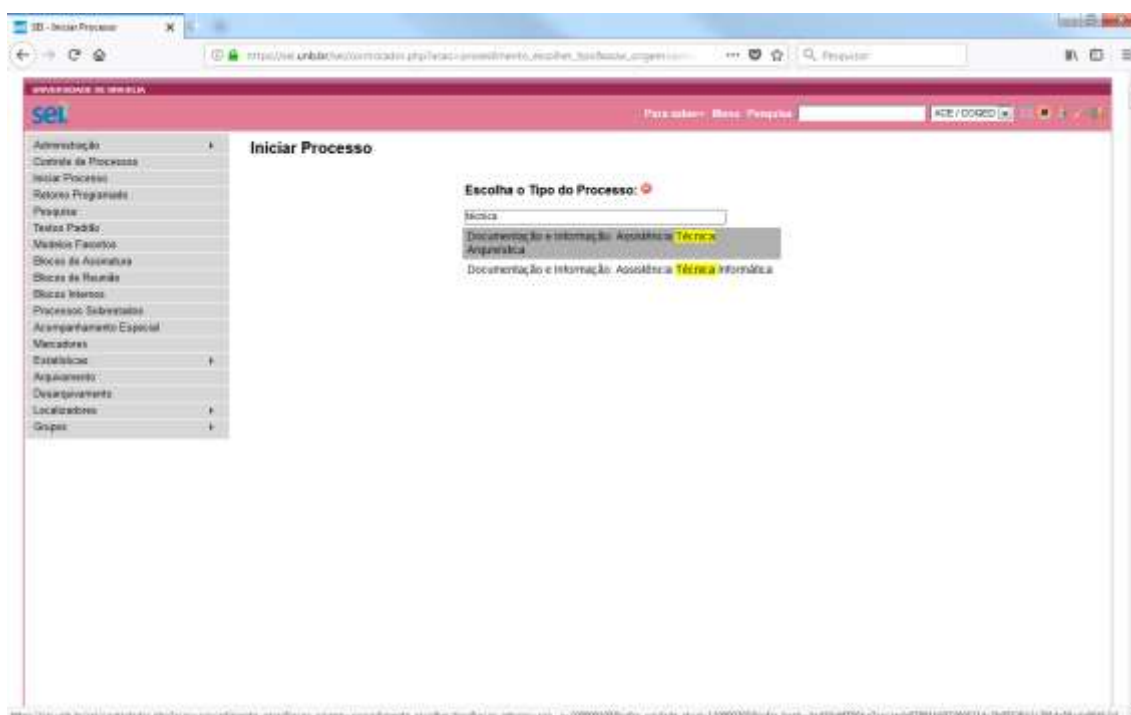 SEI - Iniciar Processo
Pesquisar
UNIVERSIDADE DE BRASÍLIA
sei.
Para saber+ Menu Pesquisa
ACE / COGED
Administração
Controle de Processos
Iniciar Processo
Retorno Programado
Pesquisa
Textos Padrão
Modelos Favoritos
Blocos de Assinatura
Blocos de Reunião
Blocos Internos
Processos Sobrestados
Acompanhamento Especial
Marcadores
Estatísticas
Arquivamento
Desarquivamento
Localizadores
Grupos
Iniciar Processo
Escolha o Tipo do Processo:
técnica
Documentação e Informação: Assistência Técnica
Arquivística
Documentação e Informação: Assistência Técnica Informática